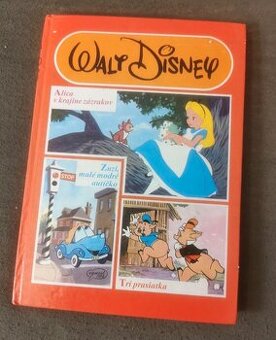 WALT DISNEY
Alica
v krajine zázrakov
Zuzi,
malé modré
autíčko
STOP
Tri prasiatka